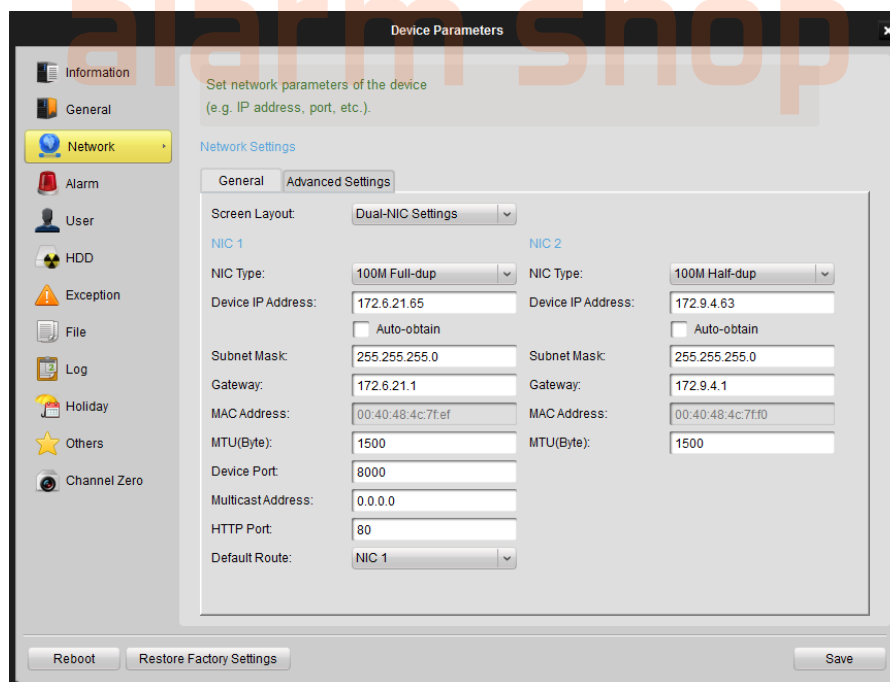 alarm shop
Device Parameters
Information
General
Network
Alarm
User
HDD
Exception
File
Log
Holiday
Others
Channel Zero
Set network parameters of the device
(e.g. IP address, port, etc.).
Network Settings
General Advanced Settings
Screen Layout: Dual-NIC Settings
NIC 1 NIC 2
NIC Type: 100M Full-dup NIC Type: 100M Half-dup
Device IP Address: 172.6.21.65 Device IP Address: 172.9.4.63
Auto-obtain Auto-obtain
Subnet Mask: 255.255.255.0 Subnet Mask: 255.255.255.0
Gateway: 172.6.21.1 Gateway: 172.9.4.1
MAC Address: 00:40:48:4c:7f:ef MAC Address: 00:40:48:4c:7f:f0
MTU(Byte): 1500 MTU(Byte): 1500
Device Port: 8000
Multicast Address: 0.0.0.0
HTTP Port: 80
Default Route: NIC 1
Reboot Restore Factory Settings Save